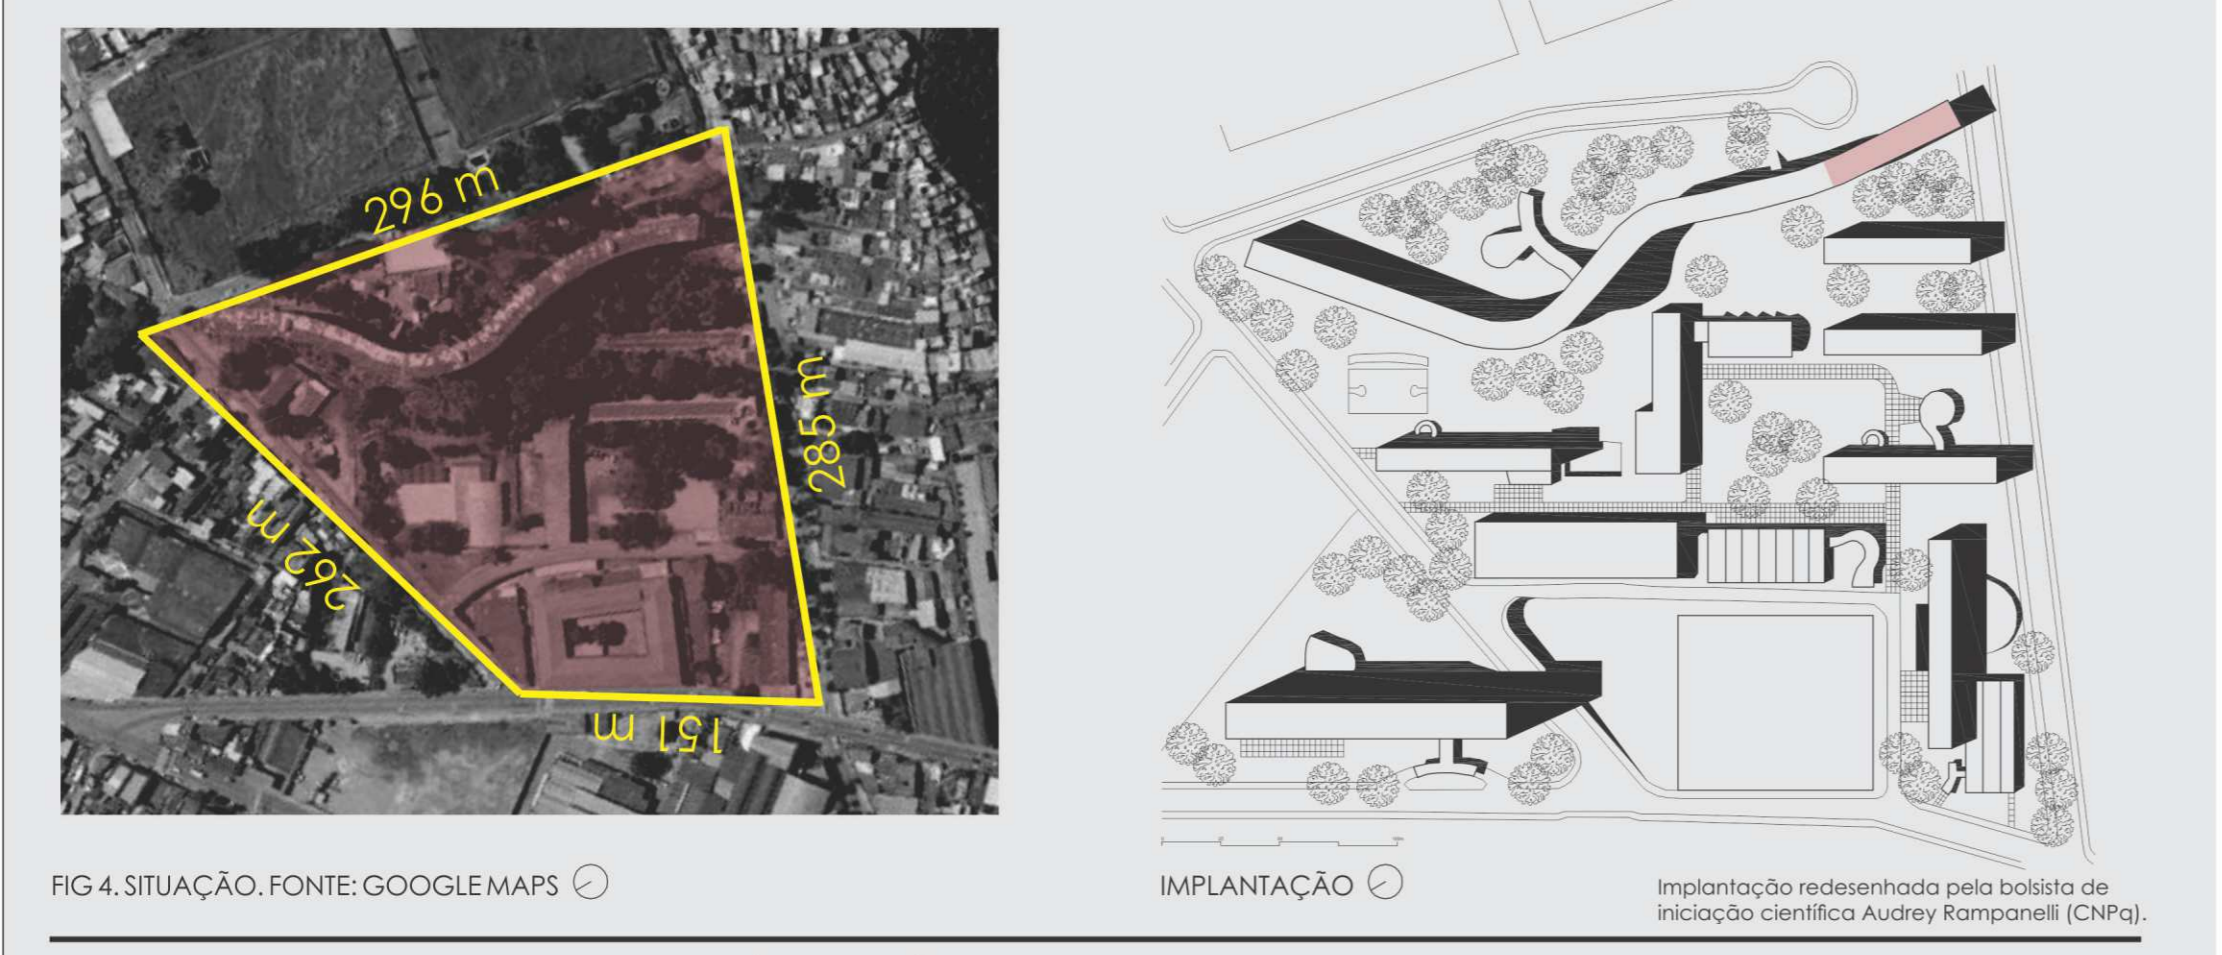 296 m
285 m
262 m
151 m
FIG 4. SITUAÇÃO. FONTE: GOOGLE MAPS
IMPLANTAÇÃO
Implantação redesenhada pela bolsista de
iniciação científica Audrey Rampanelli (CNPq).